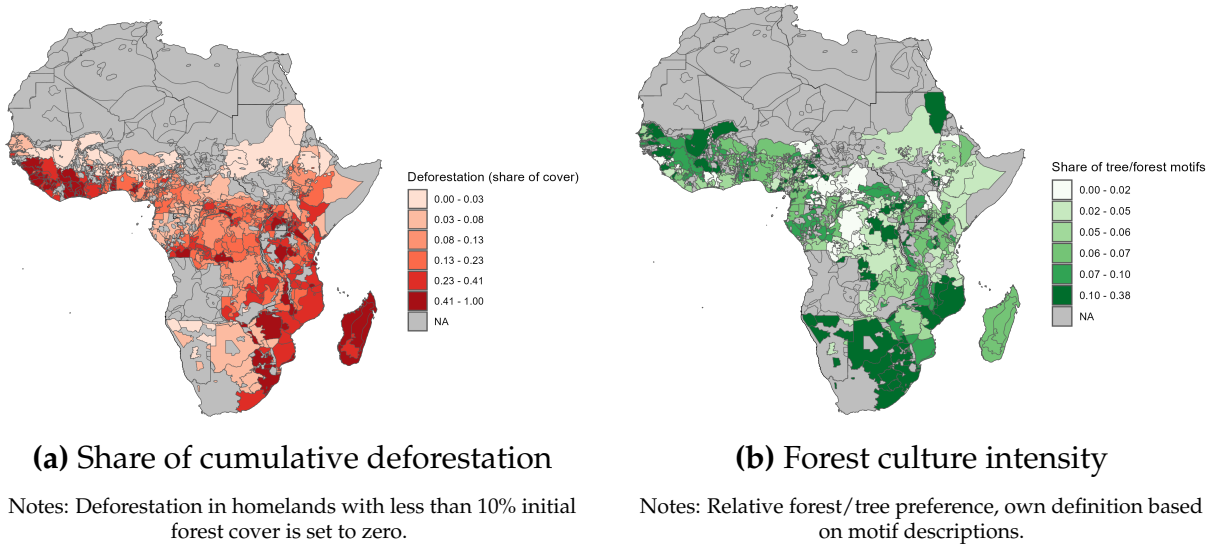 Deforestation (share of cover)
0.00 - 0.03
0.03 - 0.08
0.08 - 0.13
0.13 - 0.23
0.23 - 0.41
0.41 - 1.00
NA
Share of tree/forest motifs
0.00 - 0.02
0.02 - 0.05
0.05 - 0.06
0.06 - 0.07
0.07 - 0.10
0.10 - 0.38
NA
(a) Share of cumulative deforestation
Notes: Deforestation in homelands with less than 10% initial
forest cover is set to zero.
(b) Forest culture intensity
Notes: Relative forest/tree preference, own definition based
on motif descriptions.